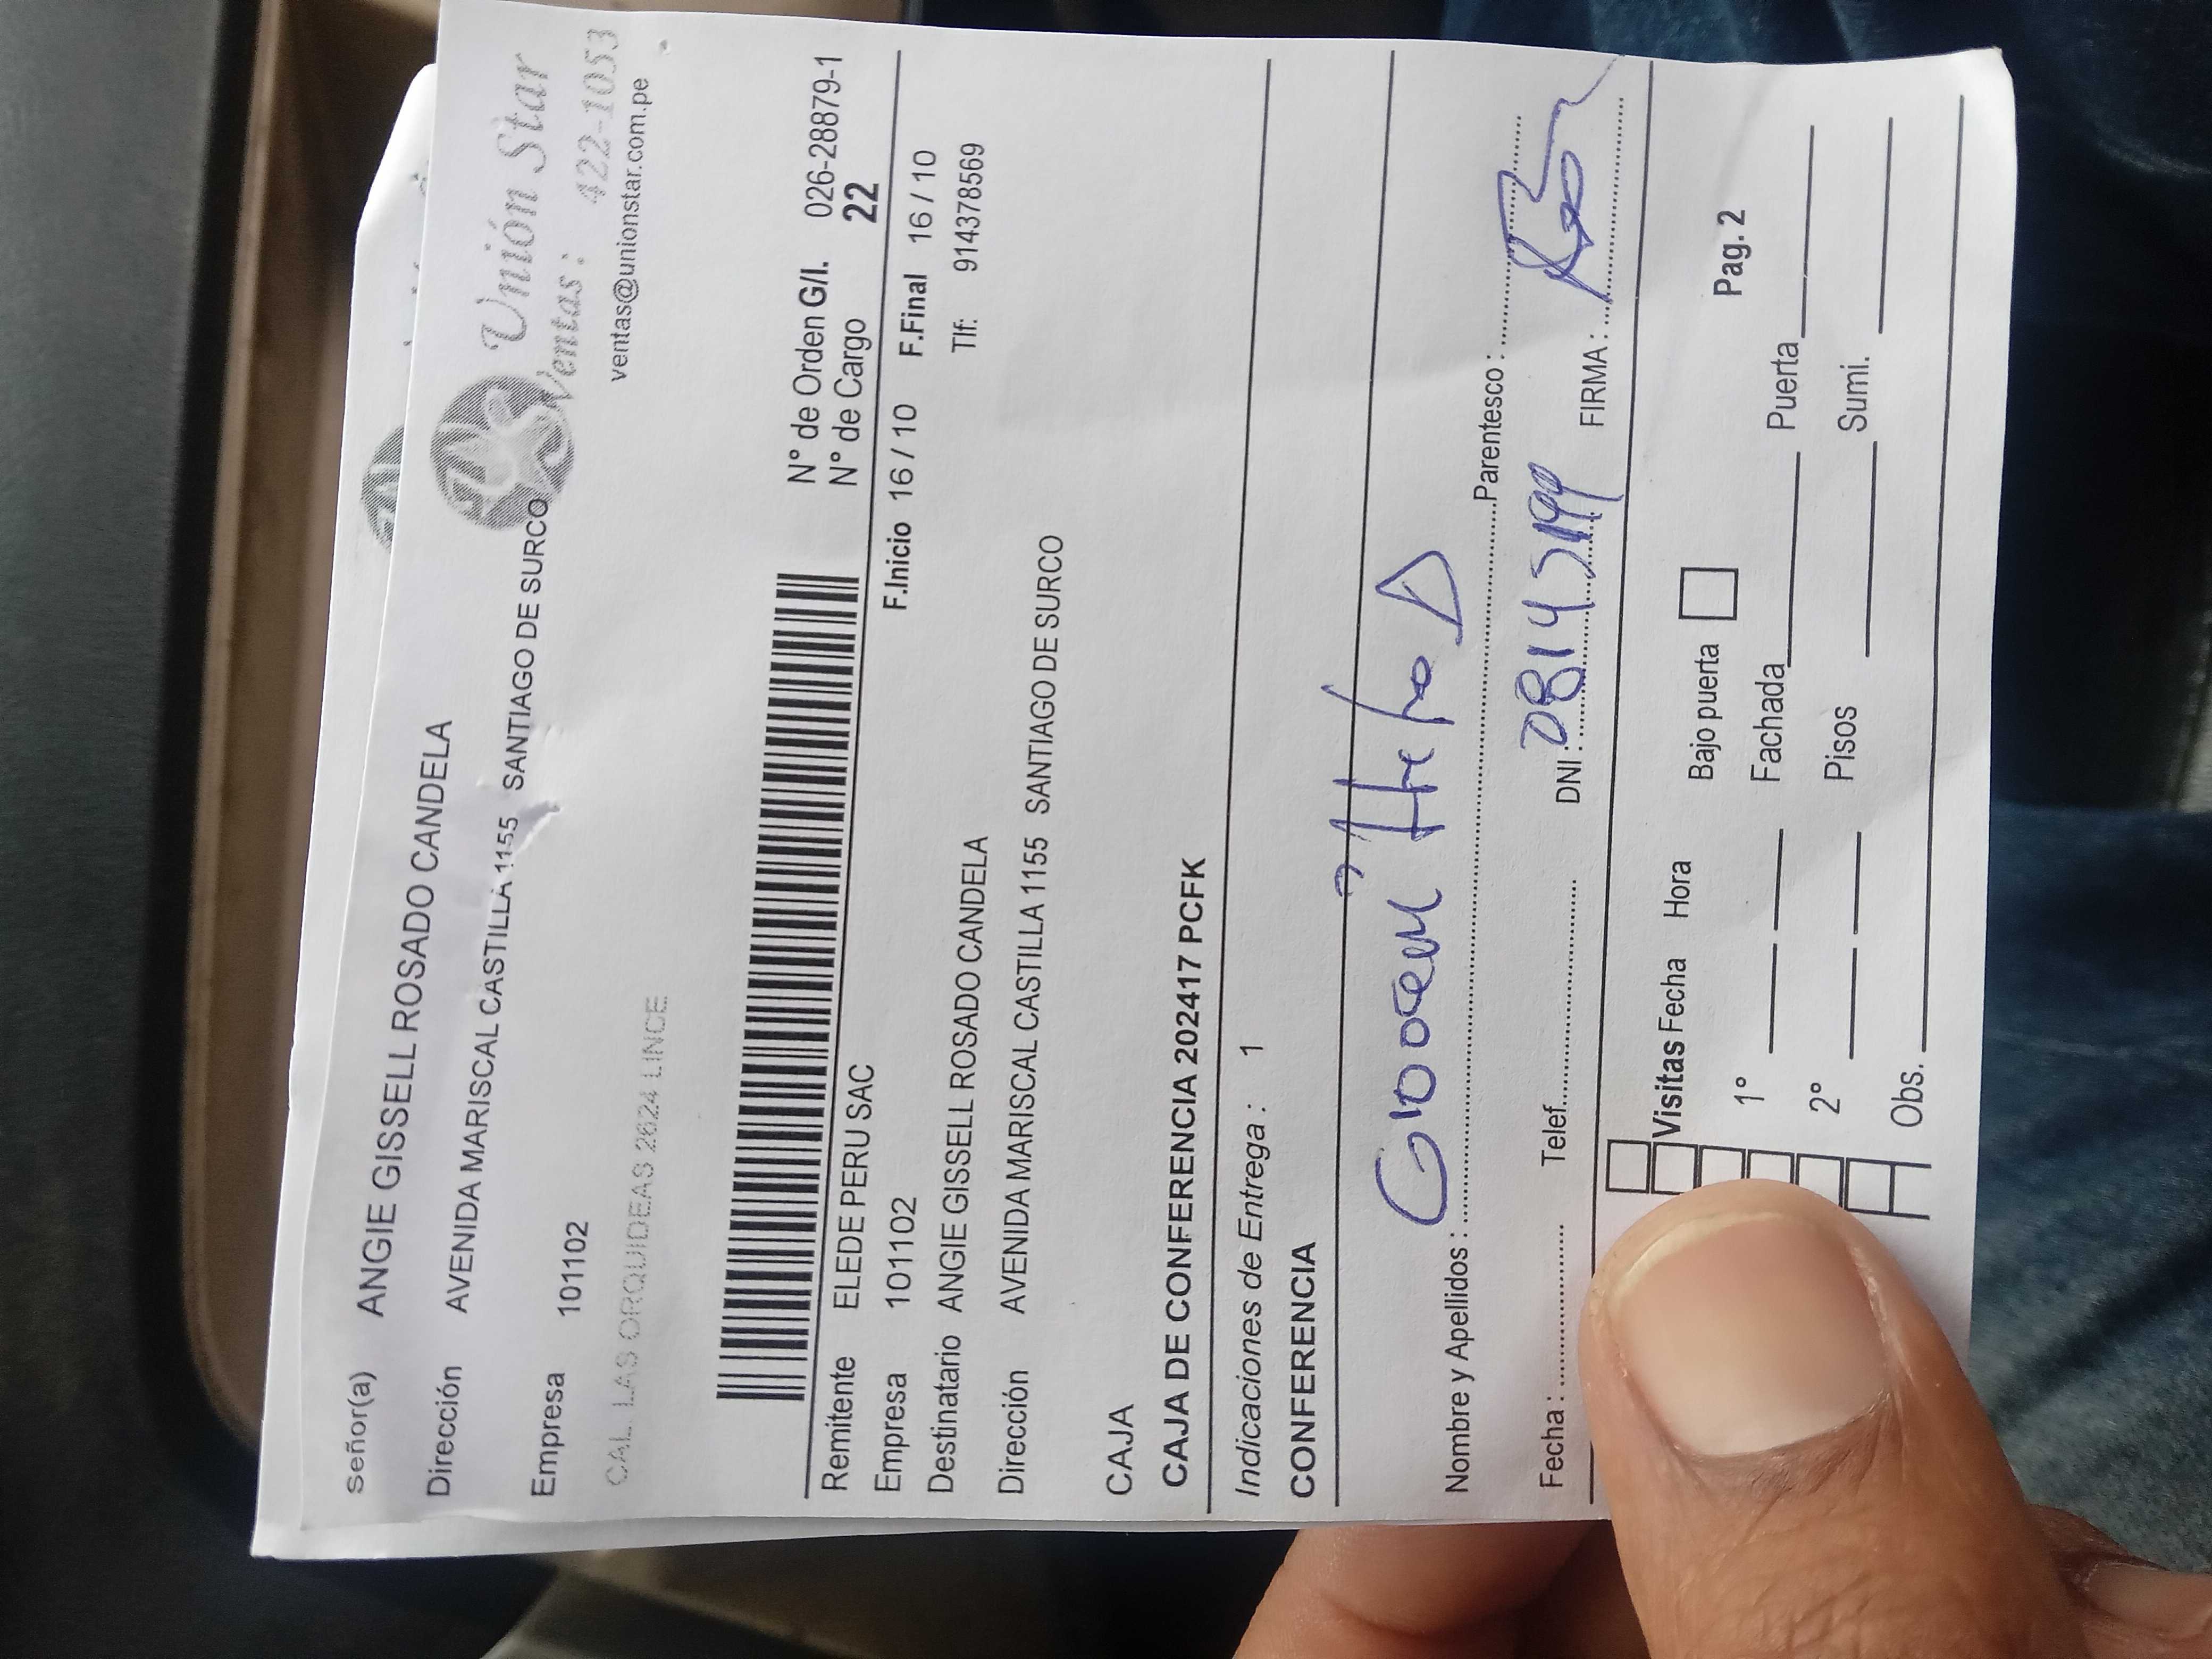 Unión Star
Ventas: 422-1053
ventas@unionstar.com.pe
señor(a) ANGIE GISSELL ROSADO CANDELA
Dirección AVENIDA MARISCAL CASTILLA 1155 SANTIAGO DE SURCO
Empresa 101102
CAL. LAS ORQUIDEAS 2624 LINCE
N° de Orden G/I. 026-28879-1
N° de Cargo 22
Remitente ELEDE PERU SAC
Empresa 101102 F.Inicio 16 / 10 F.Final 16 / 10
Destinatario ANGIE GISSELL ROSADO CANDELA Tlf: 914378569
Dirección AVENIDA MARISCAL CASTILLA 1155 SANTIAGO DE SURCO
CAJA
CAJA DE CONFERENCIA 202417 PCFK
Indicaciones de Entrega : 1
CONFERENCIA
Nombre y Apellidos : Parentesco :
Fecha : Telef. DNI : FIRMA :
Visitas Fecha Hora Bajo puerta Pag. 2
1° Fachada Puerta
2° Pisos Sumi.
Obs.